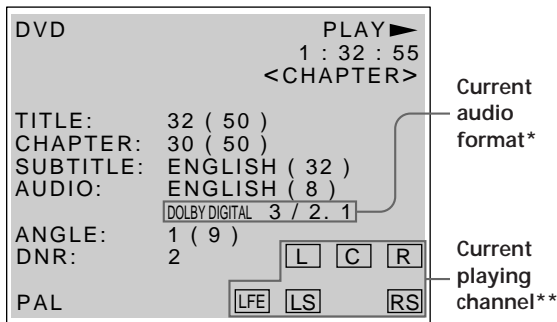 DVD PLAY
1 : 32 : 55
<CHAPTER>
TITLE: 32 ( 50 )
CHAPTER: 30 ( 50 )
SUBTITLE: ENGLISH ( 32 )
AUDIO: ENGLISH ( 8 )
DOLBY DIGITAL 3 / 2. 1
ANGLE: 1 ( 9 )
DNR: 2
L C R
PAL LFE LS RS
Current
audio
format*
Current
playing
channel**